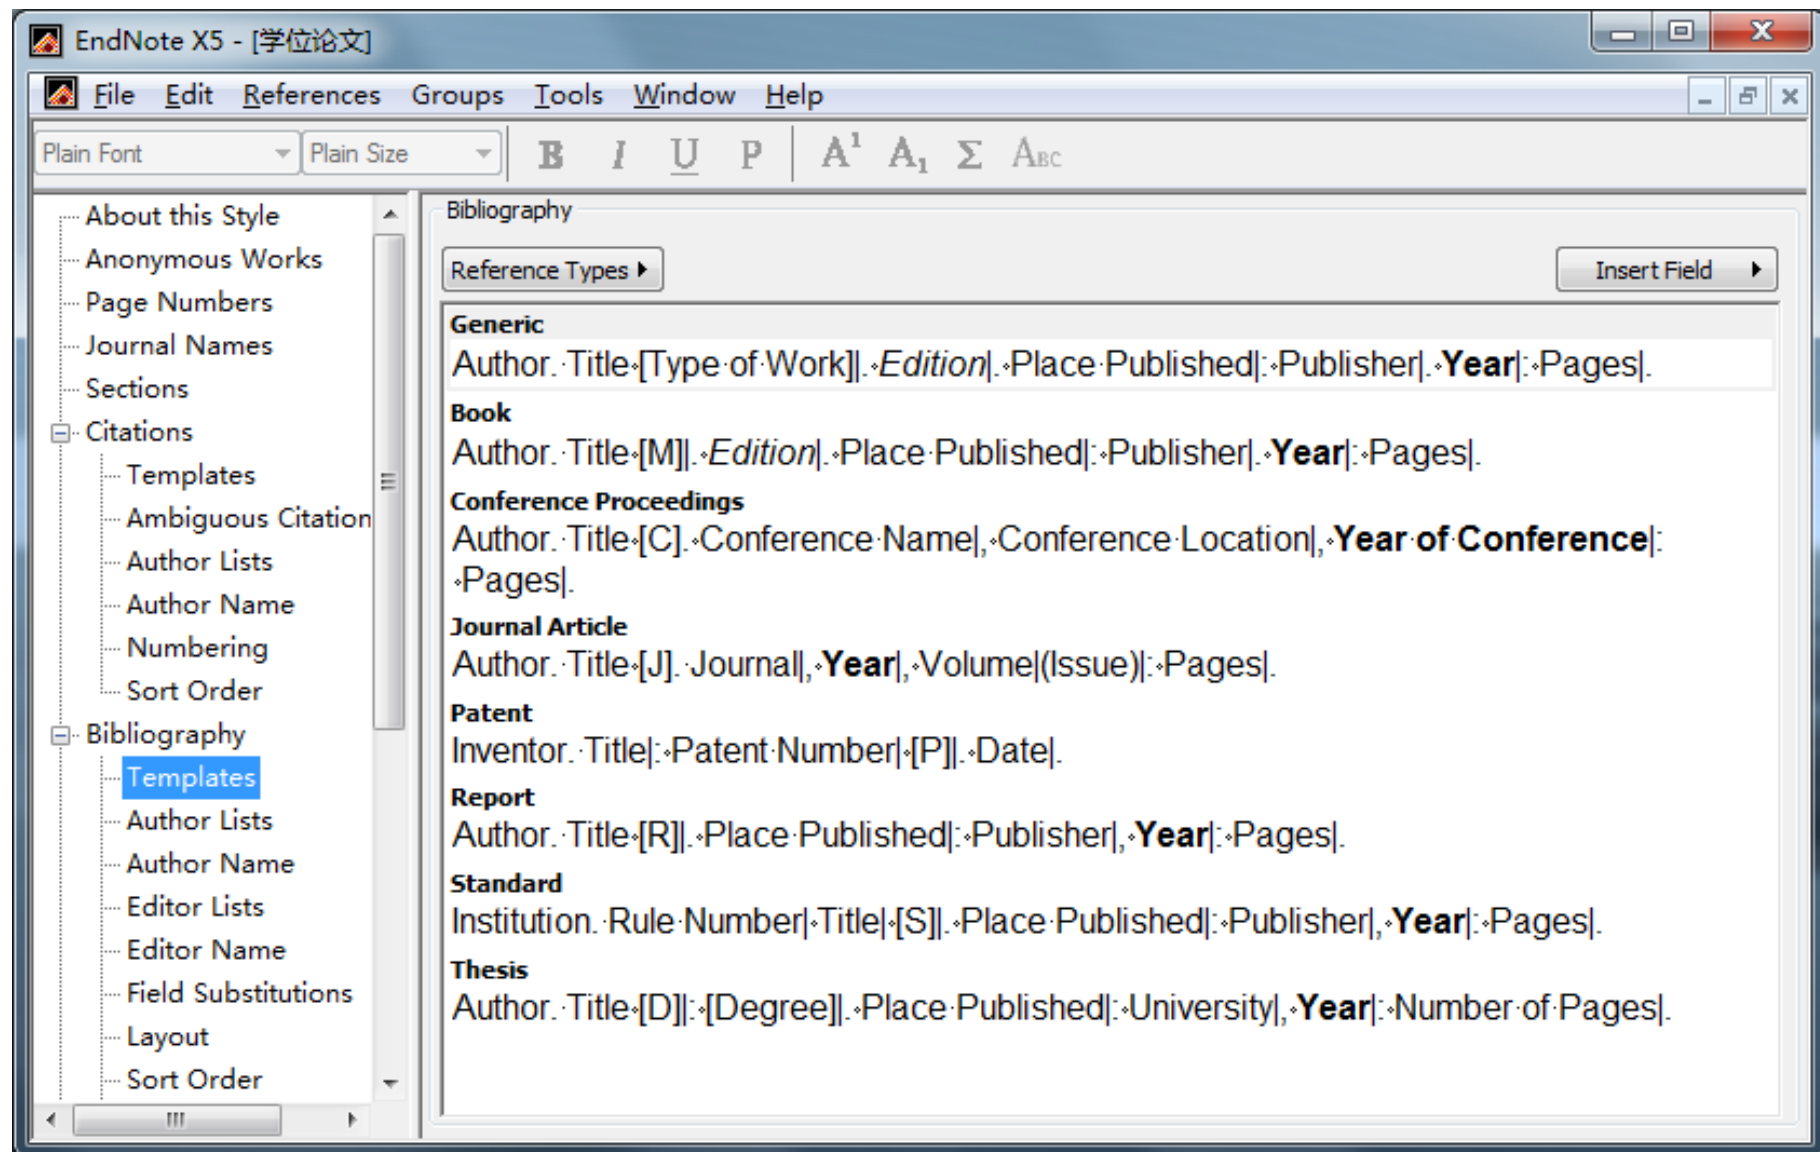 EndNote X5 - [学位论文]
File Edit References Groups Tools Window Help
Plain Font Plain Size B I U P A¹ A₁ Σ ABC
About this Style
Anonymous Works
Page Numbers
Journal Names
Sections
Citations
Templates
Ambiguous Citation
Author Lists
Author Name
Numbering
Sort Order
Bibliography
Templates
Author Lists
Author Name
Editor Lists
Editor Name
Field Substitutions
Layout
Sort Order
Bibliography
Reference Types
Insert Field
Generic
Author.·Title·[Type·of·Work]|.·Edition|.·Place·Published|:·Publisher|.·Year|:·Pages|.
Book
Author.·Title·[M]|.·Edition|.·Place·Published|:·Publisher|.·Year|:·Pages|.
Conference Proceedings
Author.·Title·[C].·Conference·Name|,·Conference·Location|,·Year·of·Conference|:
·Pages|.
Journal Article
Author.·Title·[J].·Journal|,·Year|,·Volume|(Issue)|:·Pages|.
Patent
Inventor.·Title|:·Patent·Number|·[P]|.·Date|.
Report
Author.·Title·[R]|.·Place·Published|:·Publisher|,·Year|:·Pages|.
Standard
Institution.·Rule·Number|·Title|·[S]|.·Place·Published|:·Publisher|,·Year|:·Pages|.
Thesis
Author.·Title·[D]|:·[Degree]|.·Place·Published|:·University|,·Year|:·Number·of·Pages|.